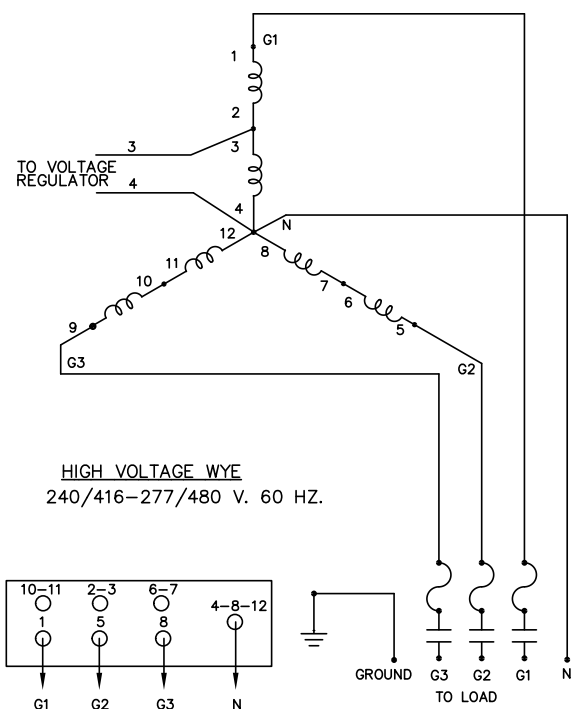 G1
1
2
3
3
TO VOLTAGE
REGULATOR
4
4
N
12
8
11
10
7
6
9
5
G3
G2
HIGH VOLTAGE WYE
240/416-277/480 V. 60 HZ.
10-11 2-3 6-7
4-8-12
1 5 8
GROUND G3 G2 G1 N
TO LOAD
G1 G2 G3 N